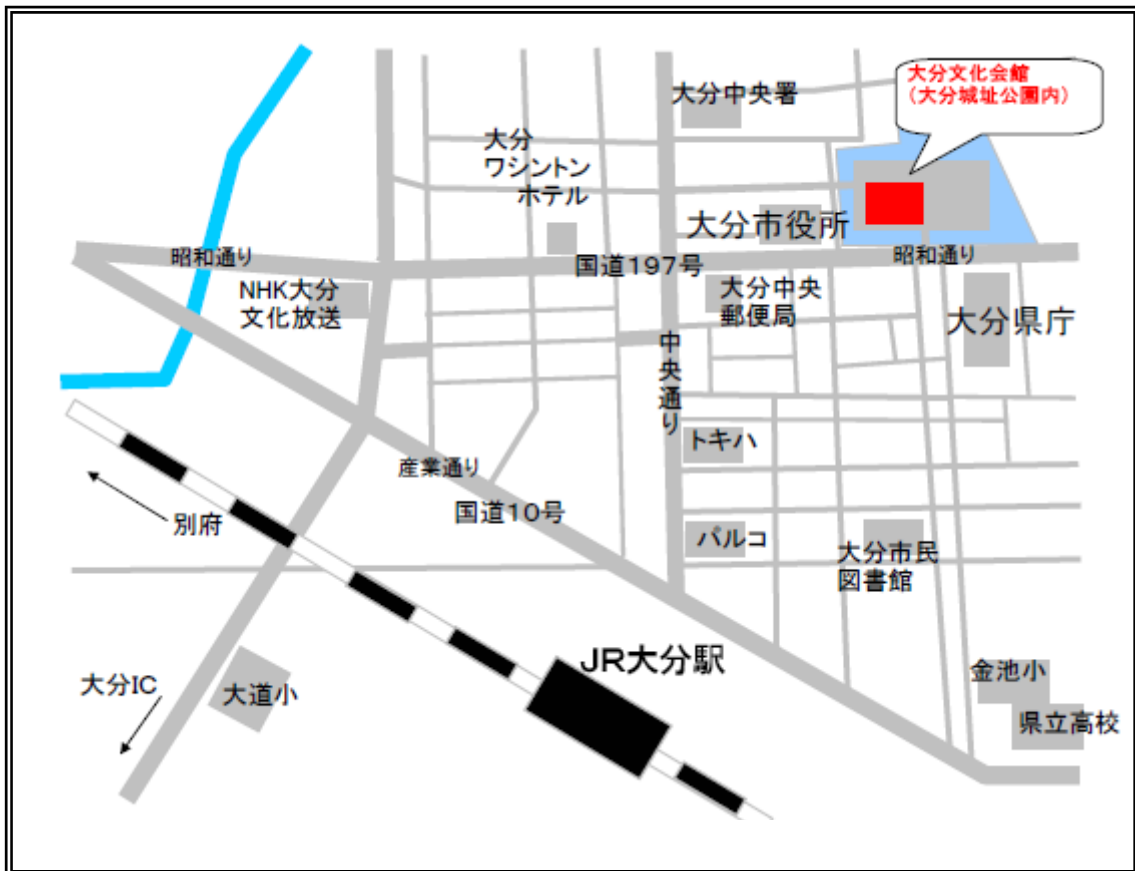 大分文化会館
（大分城址公園内）
大分中央署
大分
ワシントン
ホテル
大分市役所
昭和通り
国道197号
昭和通り
NHK大分
文化放送
大分中央
郵便局
大分県庁
中央通り
トキハ
産業通り
国道10号
別府
パルコ
大分市民
図書館
JR大分駅
大分IC
大道小
金池小
県立高校